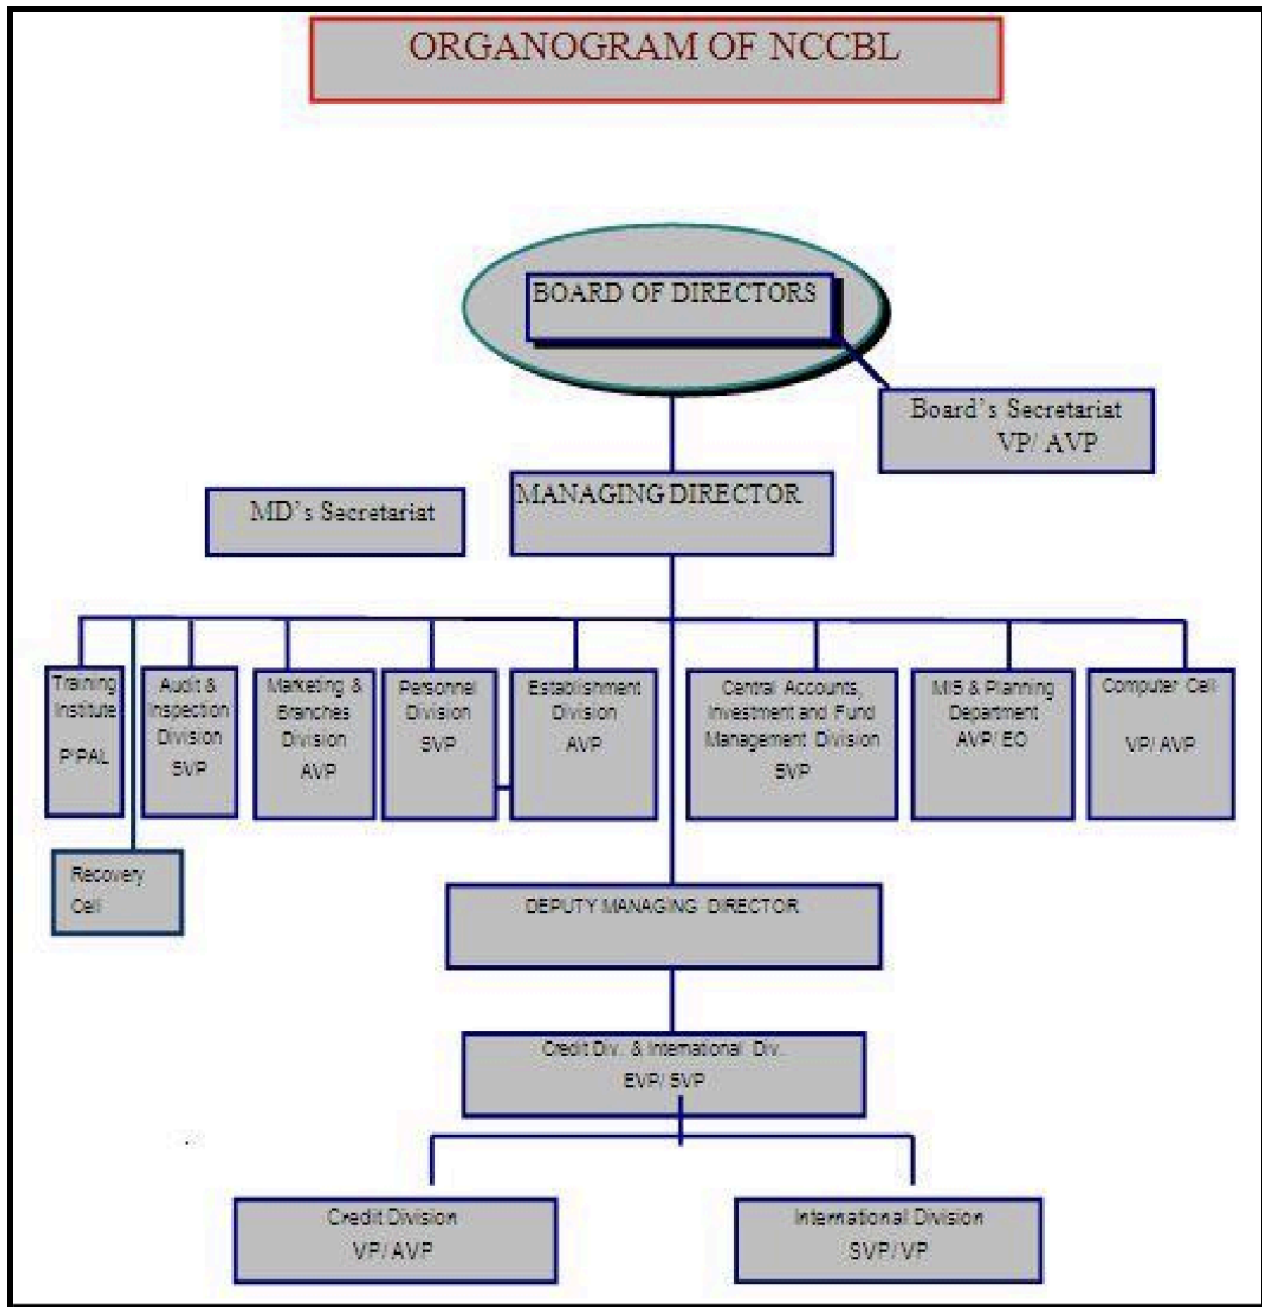 ORGANOGRAM OF NCCBL
BOARD OF DIRECTORS
Board's Secretariat
VP/ AVP
MANAGING DIRECTOR
MD's Secretariat
Training
Institute
P'PAL
Audit &
Inspection
Division
SVP
Marketing &
Branches
Division
AVP
Personnel
Division
SVP
Establishment
Division
AVP
Central Accounts,
Investment and Fund
Management Division
SVP
MIS & Planning
Department
AVP/ EO
Computer Cell
VP/ AVP
Recovery
Cell
DEPUTY MANAGING DIRECTOR
Credit Div. & International Div.
EVP/ SVP
Credit Division
VP/ AVP
International Division
SVP/ VP